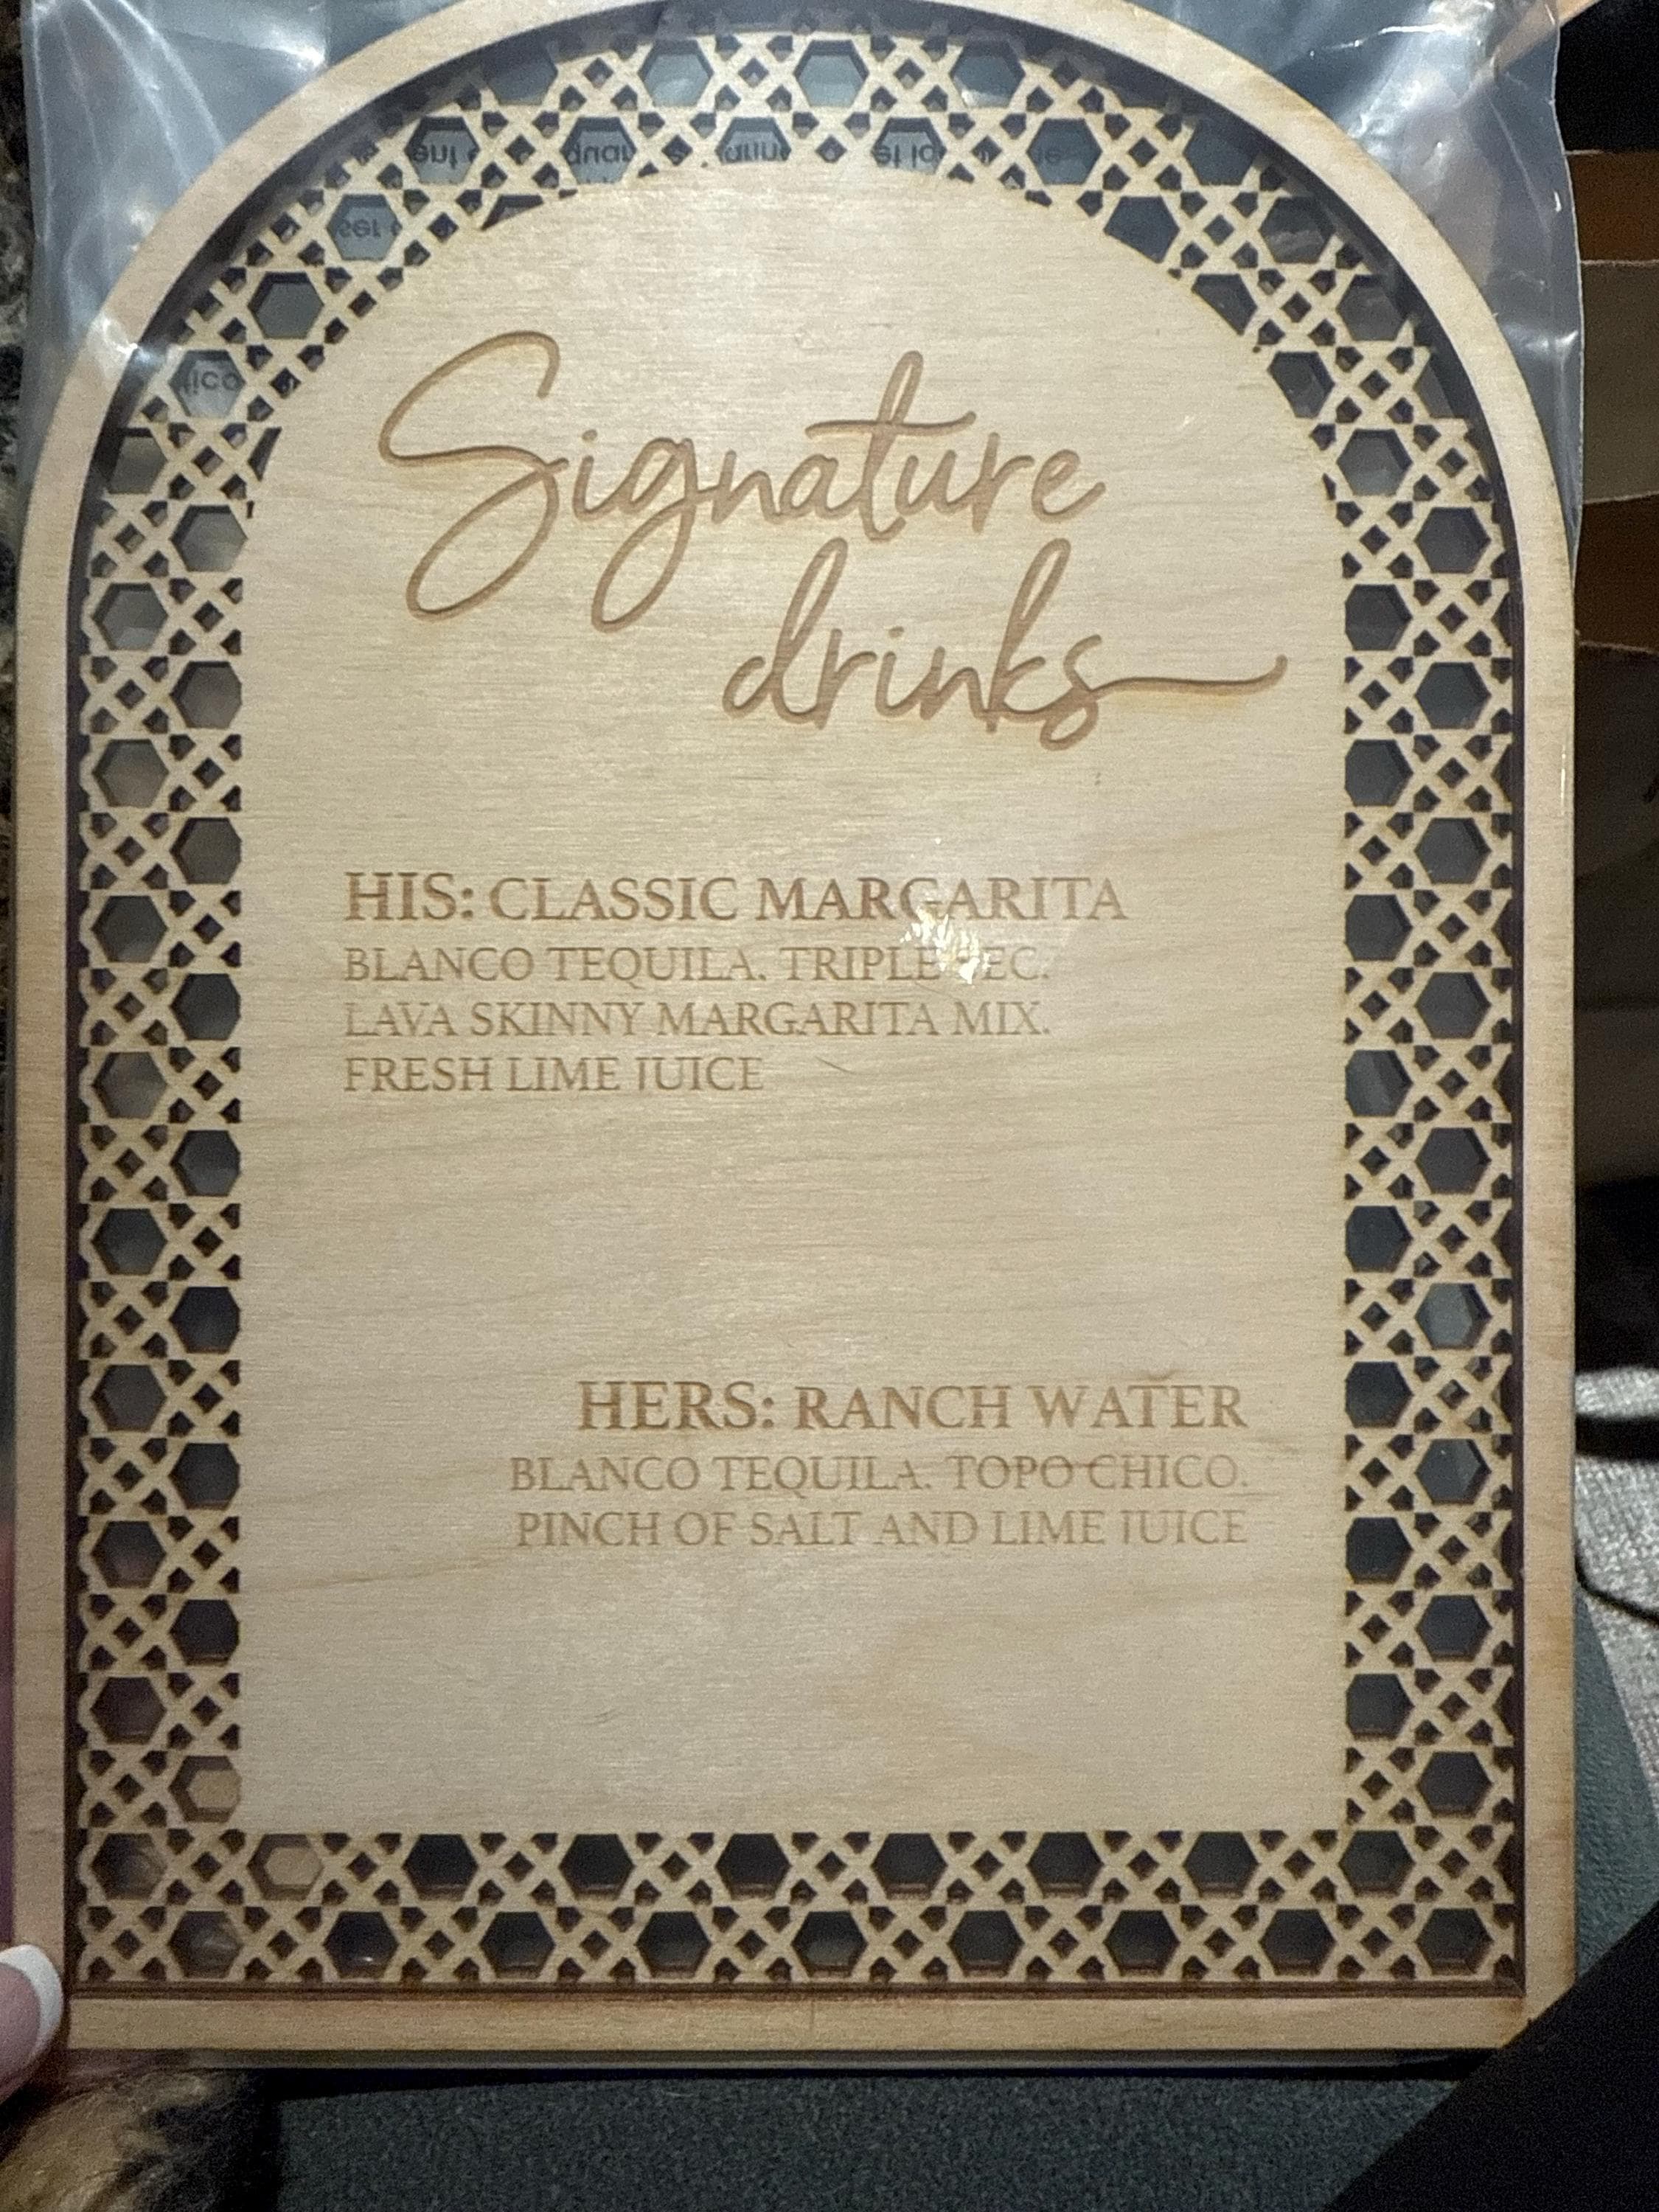 Signature
drinks
HIS: CLASSIC MARGARITA
BLANCO TEQUILA. TRIPLE SEC.
LAVA SKINNY MARGARITA MIX.
FRESH LIME JUICE
HERS: RANCH WATER
BLANCO TEQUILA. TOPO CHICO.
PINCH OF SALT AND LIME JUICE